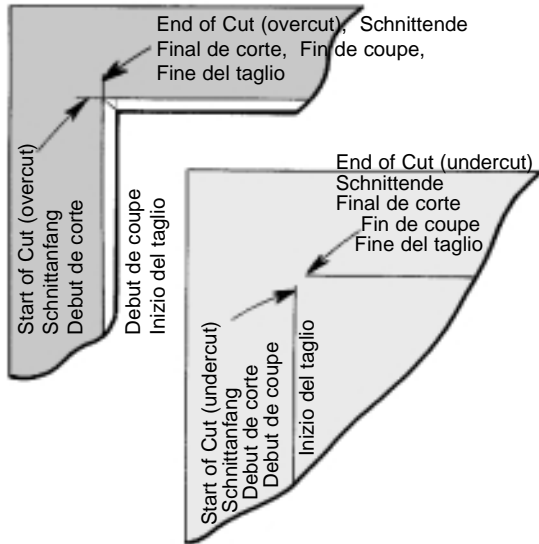 End of Cut (overcut), Schnittende
Final de corte, Fin de coupe,
Fine del taglio
Start of Cut (overcut)
Schnittanfang
Debut de corte
Debut de coupe
Inizio del taglio
End of Cut (undercut)
Schnittende
Final de corte
Fin de coupe
Fine del taglio
Start of Cut (undercut)
Schnittanfang
Debut de corte
Debut de coupe
Inizio del taglio